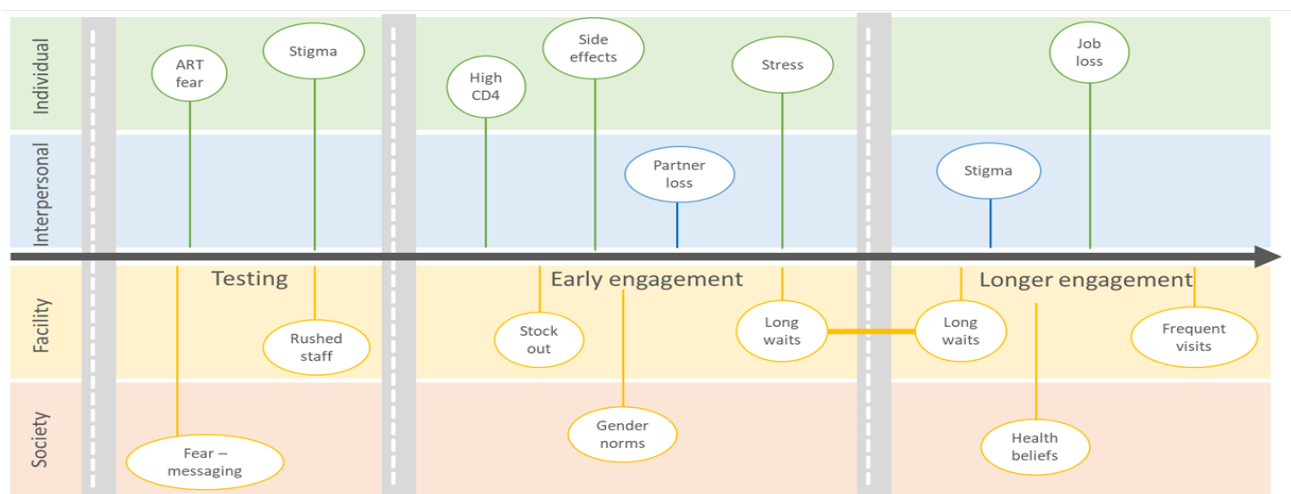 Individual
ART
fear
Stigma
High
CD4
Side
effects
Stress
Job
loss
Interpersonal
Partner
loss
Stigma
Testing
Early engagement
Longer engagement
Facility
Rushed
staff
Stock
out
Long
waits
Long
waits
Frequent
visits
Society
Fear –
messaging
Gender
norms
Health
beliefs